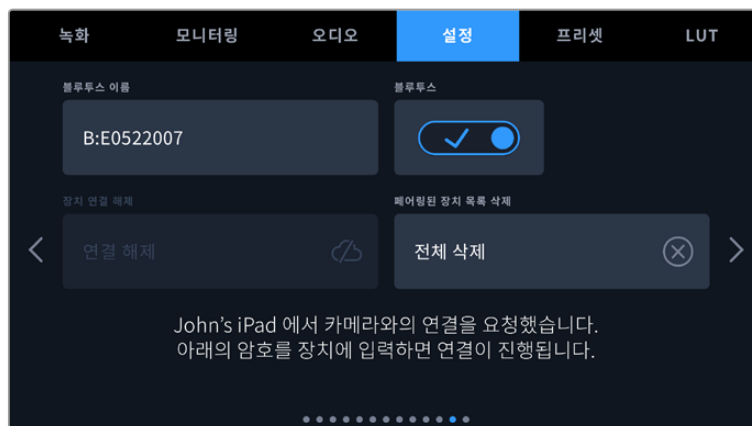 녹화 모니터링 오디오 설정 프리셋 LUT
블루투스 이름 블루투스
B:E0522007
장치 연결 해제 페어링된 장치 목록 삭제
연결 해제 전체 삭제
John's iPad 에서 카메라와의 연결을 요청했습니다.
아래의 암호를 장치에 입력하면 연결이 진행됩니다.